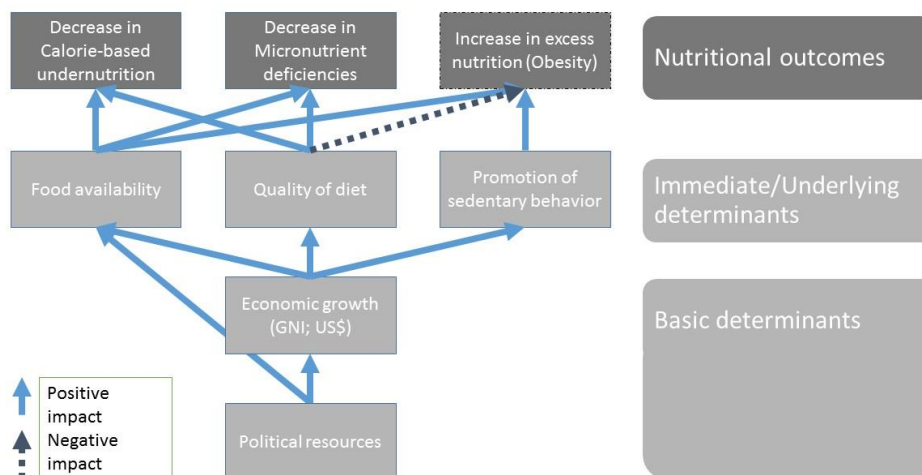 Decrease in
Calorie-based
undernutrition
Decrease in
Micronutrient
deficiencies
Increase in excess
nutrition (Obesity)
Nutritional outcomes
Food availability
Quality of diet
Promotion of
sedentary behavior
Immediate/Underlying
determinants
Economic growth
(GNI; US$)
Basic determinants
Political resources
Positive
impact
Negative
impact